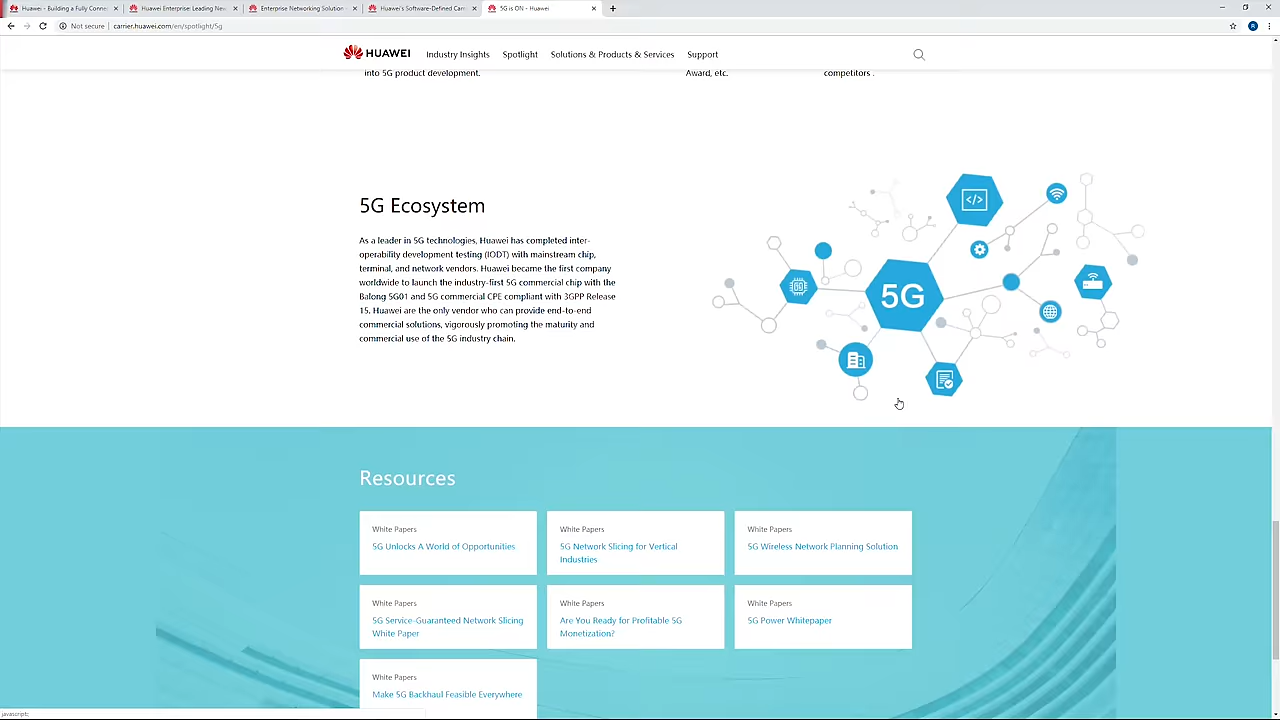 Huawei - Building a Fully Connec
Huawei Enterprise Leading New
Enterprise Networking Solution -
Huawei's Software-Defined Cam
5G is ON - Huawei
Not secure
carrier.huawei.com/en/spotlight/5g
HUAWEI
Industry Insights
Spotlight
Solutions & Products & Services
Support
into 5G product development.
Award, etc.
competitors .
5G Ecosystem
As a leader in 5G technologies, Huawei has completed inter-
operability development testing (IODT) with mainstream chip,
terminal, and network vendors. Huawei became the first company
worldwide to launch the industry-first 5G commercial chip with the
Balong 5G01 and 5G commercial CPE compliant with 3GPP Release
15. Huawei are the only vendor who can provide end-to-end
commercial solutions, vigorously promoting the maturity and
commercial use of the 5G industry chain.
</>
5G
5G
Resources
White Papers
5G Unlocks A World of Opportunities
White Papers
5G Network Slicing for Vertical
Industries
White Papers
5G Wireless Network Planning Solution
White Papers
5G Service-Guaranteed Network Slicing
White Paper
White Papers
Are You Ready for Profitable 5G
Monetization?
White Papers
5G Power Whitepaper
White Papers
Make 5G Backhaul Feasible Everywhere
javascript:;